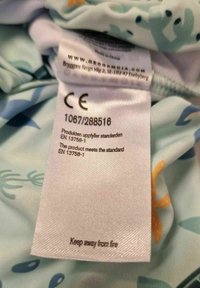 CE
1067/288516
Produkten uppfyller standarden
EN 13758-1
The product meets the standard
EN 13758-1
Keep away from fire